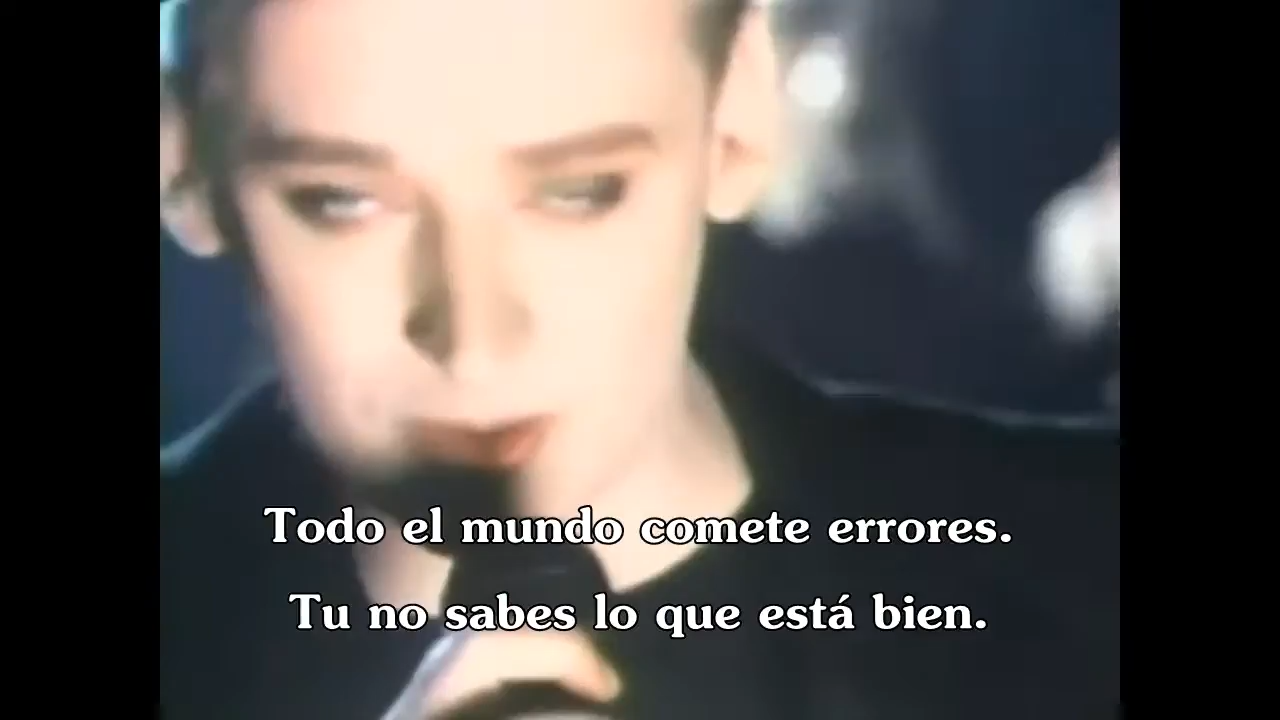 Todo el mundo comete errores.
Tu no sabes lo que está bien.